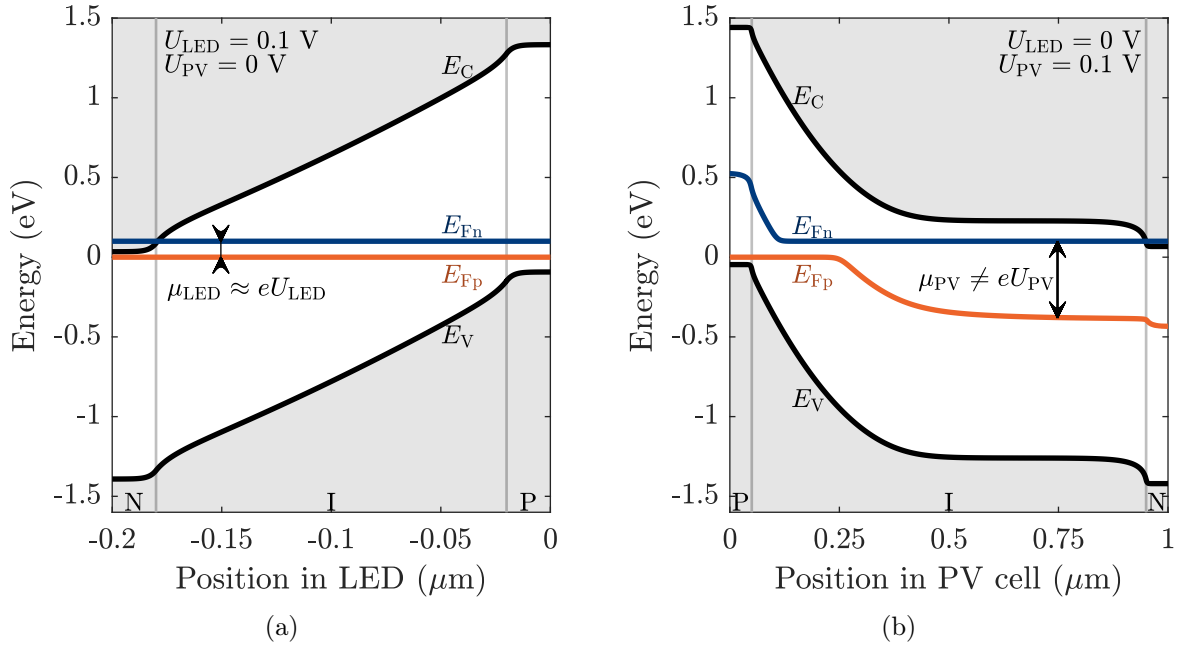 U_LED = 0.1 V
U_PV = 0 V
E_C
E_Fn
E_Fp
μ_LED ≈ eU_LED
E_V
N I P
1.5
1
0.5
0
-0.5
-1
-1.5
Energy (eV)
-0.2 -0.15 -0.1 -0.05 0
Position in LED (μm)
(a)
U_LED = 0 V
U_PV = 0.1 V
E_C
E_Fn
E_Fp
μ_PV ≠ eU_PV
E_V
P I N
1.5
1
0.5
0
-0.5
-1
-1.5
Energy (eV)
0 0.25 0.5 0.75 1
Position in PV cell (μm)
(b)